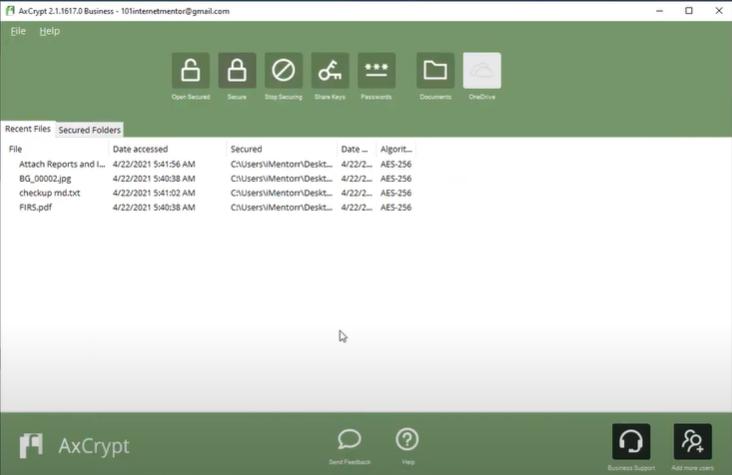 AxCrypt 2.1.1617.0 Business - 101internetmentor@gmail.com
File Help
Open Secured Secure Stop Securing Share Keys Passwords Documents OneDrive
Recent Files Secured Folders
File Date accessed Secured Date ... Algorit...
Attach Reports and I... 4/22/2021 5:41:56 AM C:\Users\iMentorr\Deskt... 4/22/2... AES-256
BG_00002.jpg 4/22/2021 5:40:38 AM C:\Users\iMentorr\Deskt... 4/22/2... AES-256
checkup md.txt 4/22/2021 5:41:02 AM C:\Users\iMentorr\Deskt... 4/22/2... AES-256
FIRS.pdf 4/22/2021 5:40:38 AM C:\Users\iMentorr\Deskt... 4/22/2... AES-256
AxCrypt
Send Feedback Help
Business Support Add more users